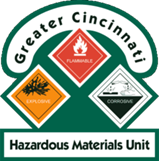 Greater Cincinnati
FLAMMABLE
EXPLOSIVE
CORROSIVE
Hazardous Materials Unit